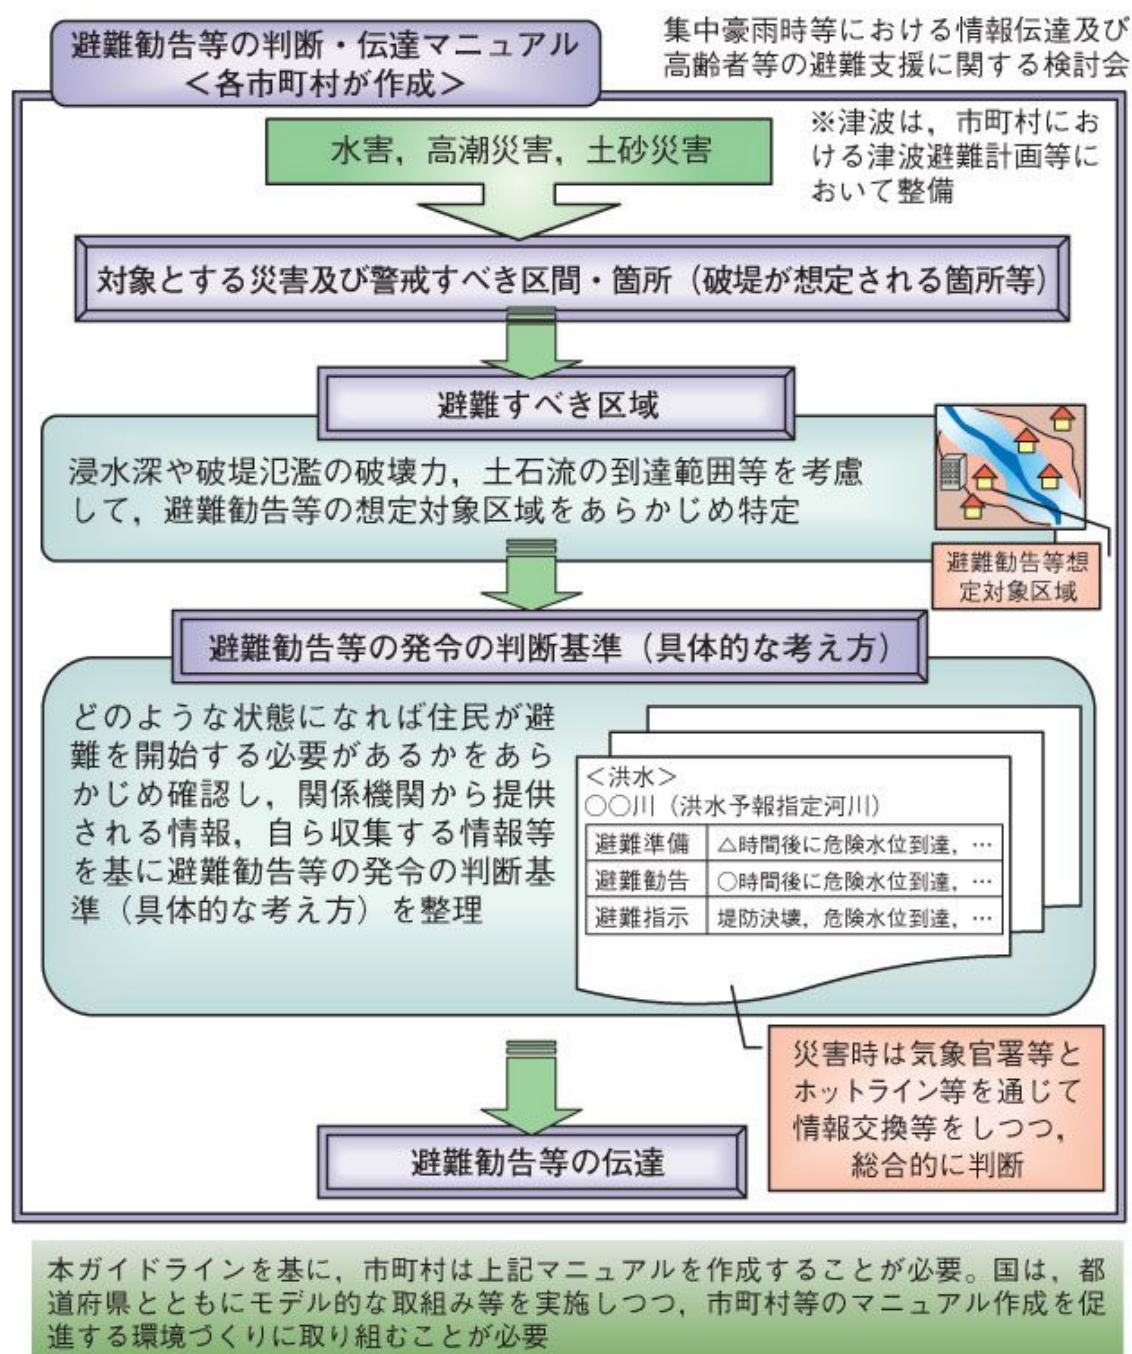 避難勧告等の判断・伝達マニュアル
＜各市町村が作成＞
集中豪雨時等における情報伝達及び
高齢者等の避難支援に関する検討会
水害，高潮災害，土砂災害
※津波は，市町村にお
ける津波避難計画等に
おいて整備
対象とする災害及び警戒すべき区間・箇所（破堤が想定される箇所等）
避難すべき区域
浸水深や破堤氾濫の破壊力，土石流の到達範囲等を考慮
して，避難勧告等の想定対象区域をあらかじめ特定
避難勧告等想
定対象区域
避難勧告等の発令の判断基準（具体的な考え方）
どのような状態になれば住民が避
難を開始する必要があるかをあら
かじめ確認し，関係機関から提供
される情報，自ら収集する情報等
を基に避難勧告等の発令の判断基
準（具体的な考え方）を整理
＜洪水＞
○○川（洪水予報指定河川）
避難準備 △時間後に危険水位到達，…
避難勧告 ○時間後に危険水位到達，…
避難指示 堤防決壊，危険水位到達，…
災害時は気象官署等と
ホットライン等を通じて
情報交換等をしつつ，
総合的に判断
避難勧告等の伝達
本ガイドラインを基に，市町村は上記マニュアルを作成することが必要。国は，都
道府県とともにモデル的な取組み等を実施しつつ，市町村等のマニュアル作成を促
進する環境づくりに取り組むことが必要